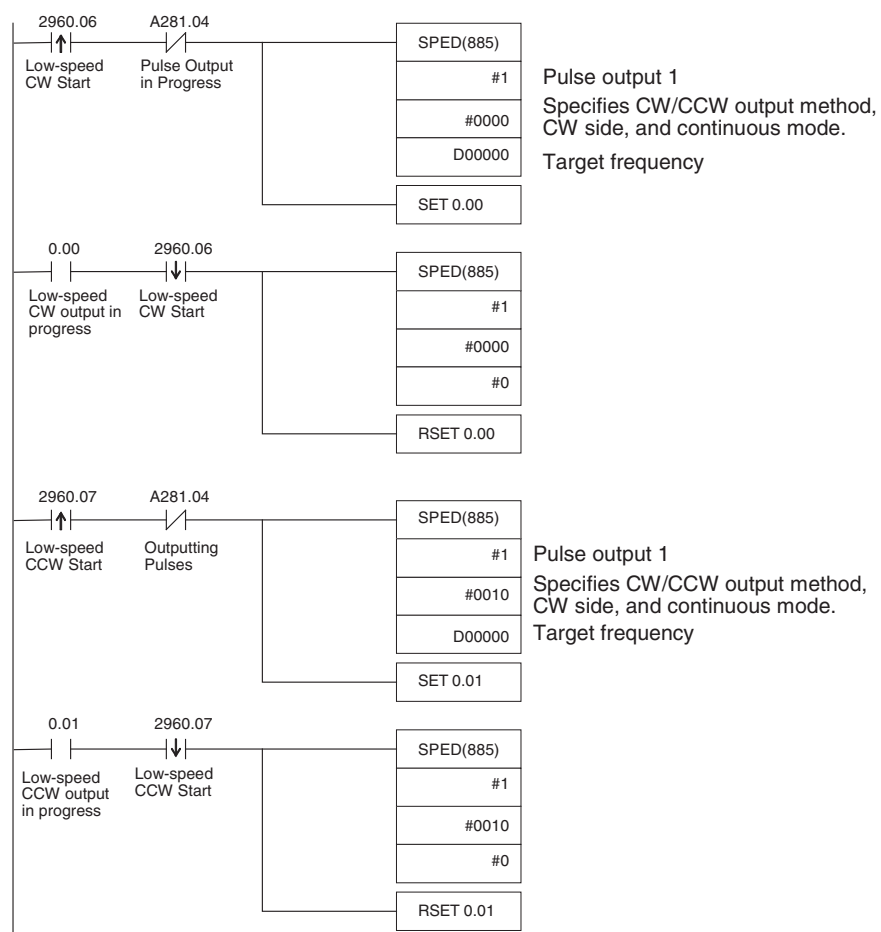 2960.06 A281.04
SPED(885)
Low-speed CW Start
Pulse Output in Progress
#1 Pulse output 1
#0000 Specifies CW/CCW output method, CW side, and continuous mode.
D00000 Target frequency
SET 0.00
0.00 2960.06
SPED(885)
Low-speed CW output in progress
Low-speed CW Start
#1
#0000
#0
RSET 0.00
2960.07 A281.04
SPED(885)
Low-speed CCW Start
Outputting Pulses
#1 Pulse output 1
#0010 Specifies CW/CCW output method, CW side, and continuous mode.
D00000 Target frequency
SET 0.01
0.01 2960.07
SPED(885)
Low-speed CCW output in progress
Low-speed CCW Start
#1
#0010
#0
RSET 0.01